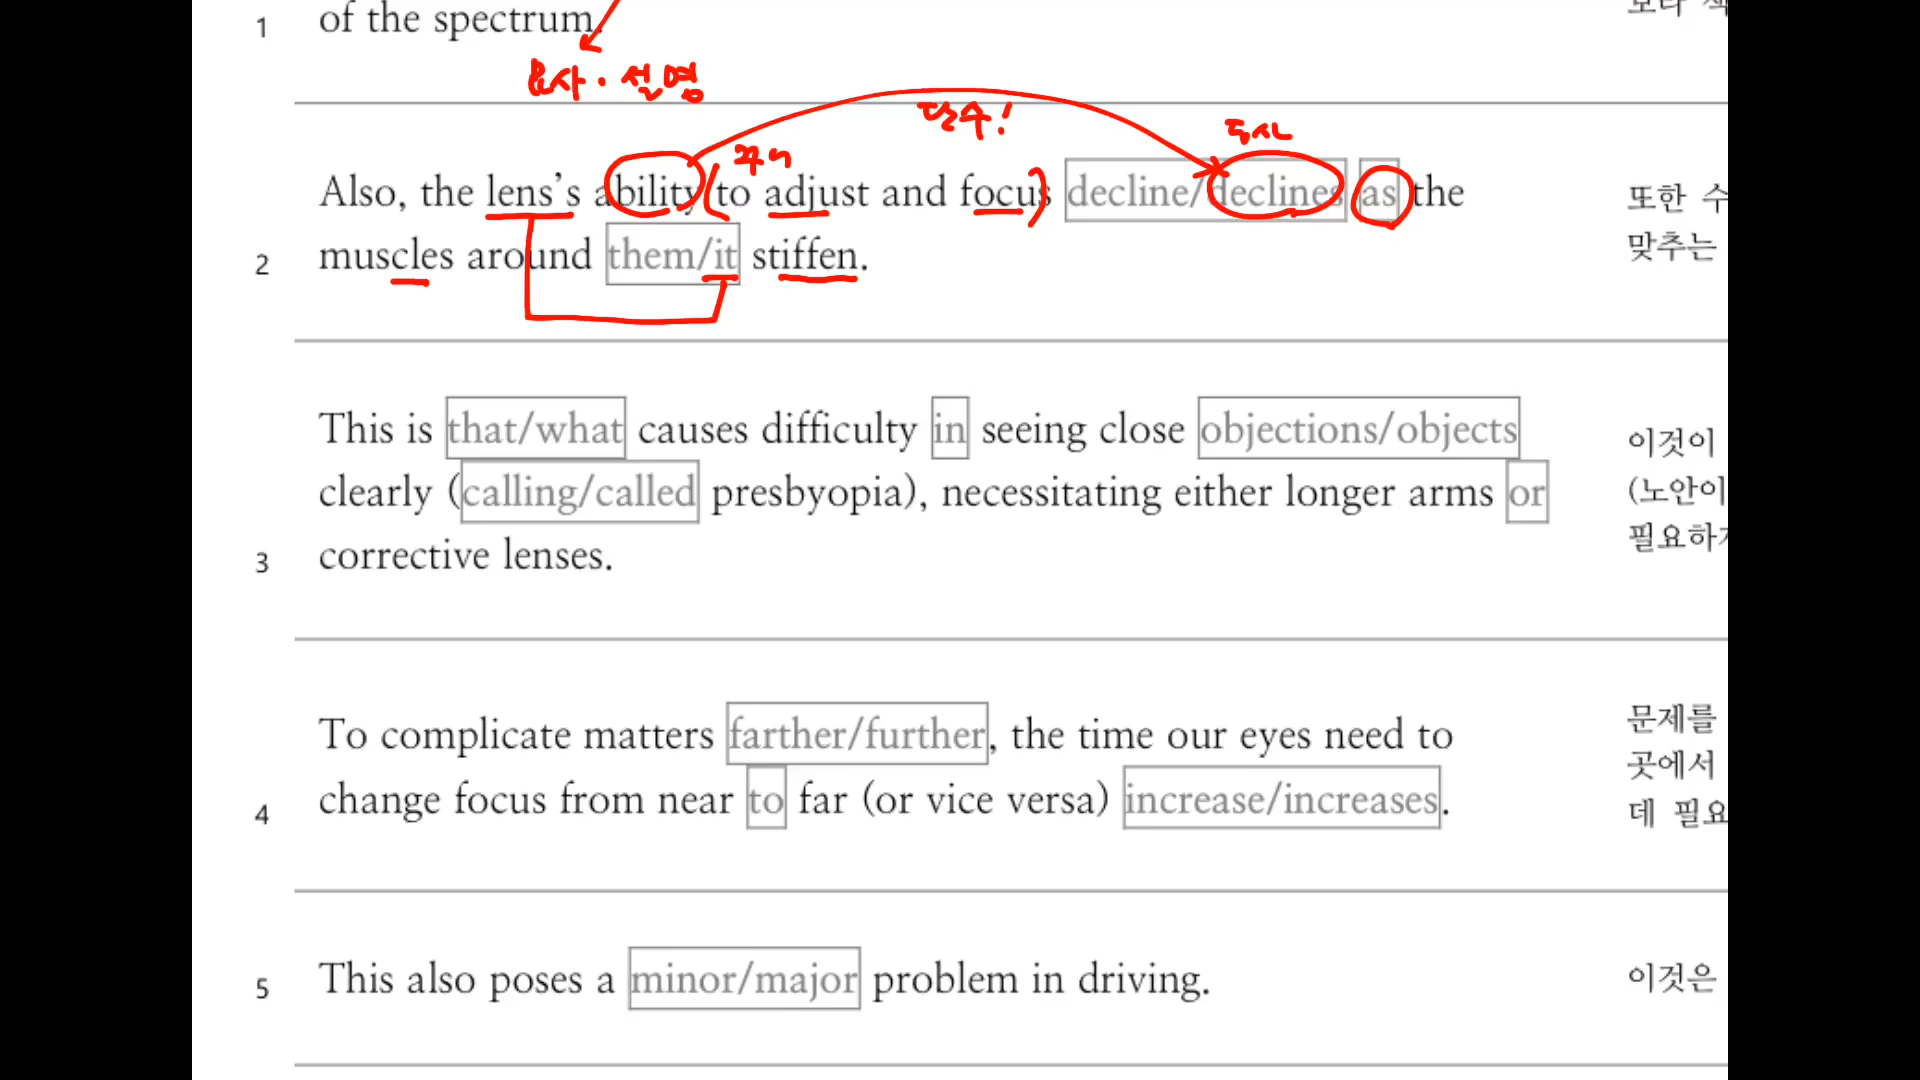 1 of the spectrum.
묘사·설명
단수!
동사
수식
Also, the lens's ability (to adjust and focus) decline/declines as the
2 muscles around them/it stiffen.
또한 수
맞추는
This is that/what causes difficulty in seeing close objections/objects
clearly (calling/called presbyopia), necessitating either longer arms or
3 corrective lenses.
이것이
(노안이
필요하
To complicate matters farther/further, the time our eyes need to
4 change focus from near to far (or vice versa) increase/increases.
문제를
곳에서
데 필요
5 This also poses a minor/major problem in driving.
이것은